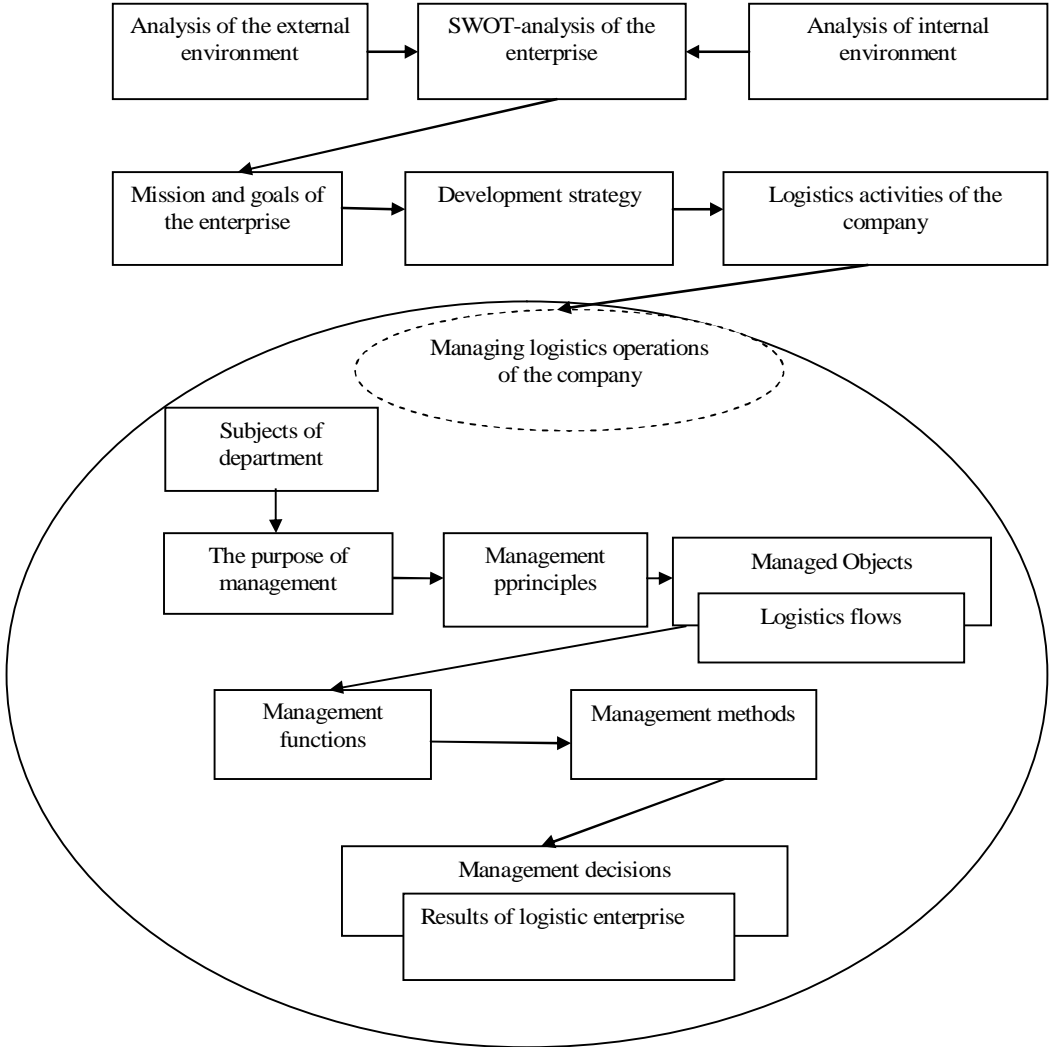 Analysis of the external
environment
SWOT-analysis of the
enterprise
Analysis of internal
environment
Mission and goals of
the enterprise
Development strategy
Logistics activities of the
company
Managing logistics operations
of the company
Subjects of
department
The purpose of
management
Management
pprinciples
Managed Objects
Logistics flows
Management
functions
Management methods
Management decisions
Results of logistic enterprise